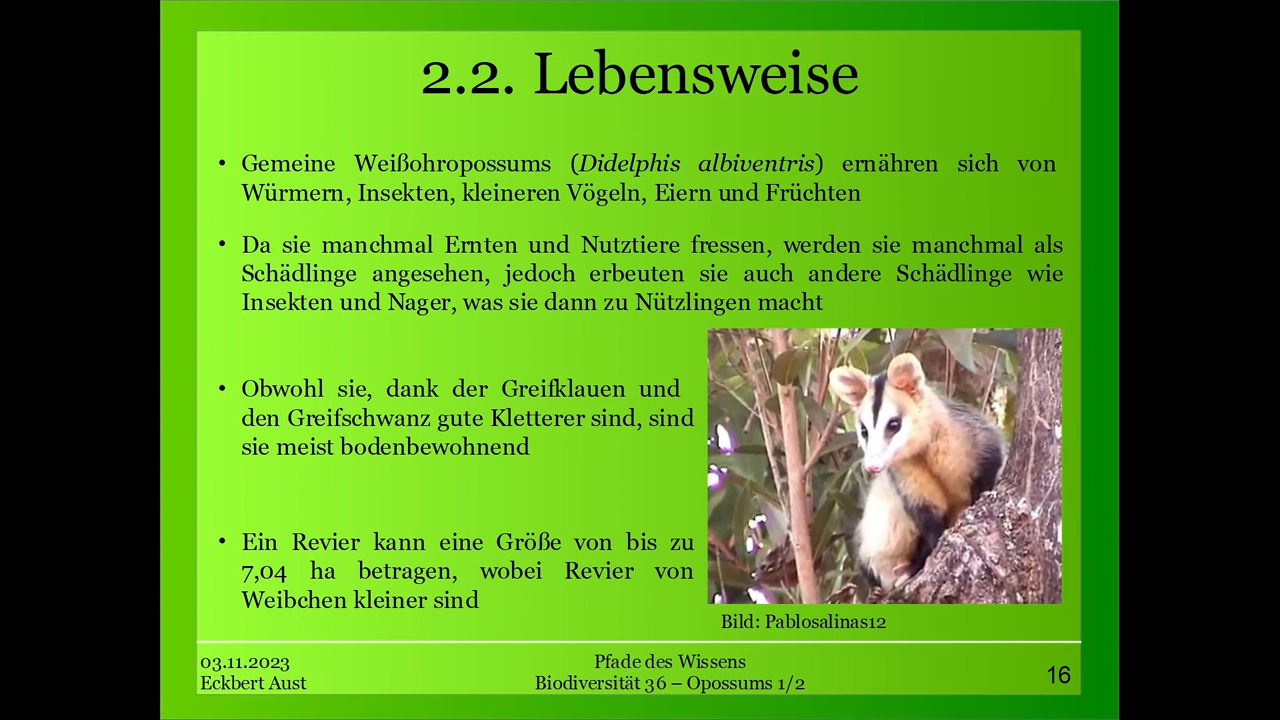 2.2. Lebensweise
• Gemeine Weißohropossums (Didelphis albiventris) ernähren sich von
Würmern, Insekten, kleineren Vögeln, Eiern und Früchten
• Da sie manchmal Ernten und Nutztiere fressen, werden sie manchmal als
Schädlinge angesehen, jedoch erbeuten sie auch andere Schädlinge wie
Insekten und Nager, was sie dann zu Nützlingen macht
• Obwohl sie, dank der Greifklauen und
den Greifschwanz gute Kletterer sind, sind
sie meist bodenbewohnend
• Ein Revier kann eine Größe von bis zu
7,04 ha betragen, wobei Revier von
Weibchen kleiner sind
Bild: Pablosalinas12
03.11.2023
Eckbert Aust
Pfade des Wissens
Biodiversität 36 – Opossums 1/2
16